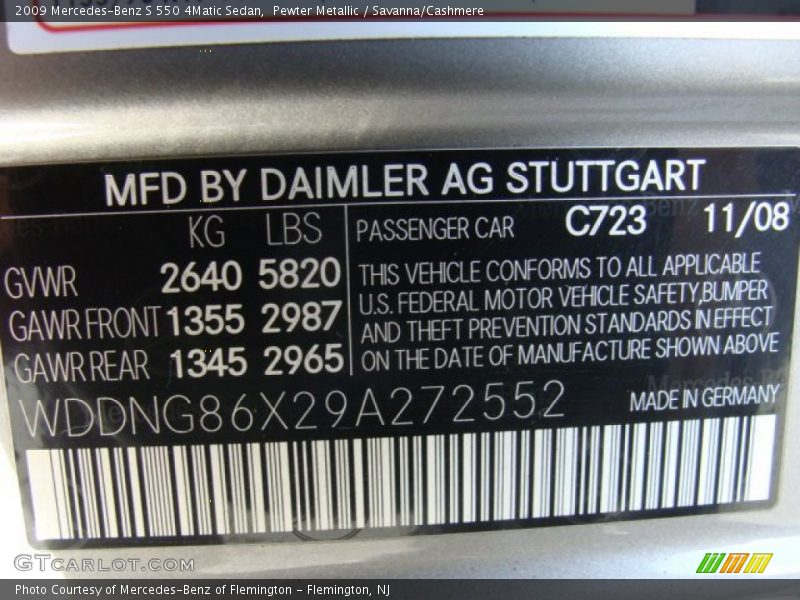 2009 Mercedes-Benz S 550 4Matic Sedan,  Pewter Metallic / Savanna/Cashmere
MFD BY DAIMLER AG STUTTGART
KG LBS
GVWR 2640 5820
GAWR FRONT 1355 2987
GAWR REAR 1345 2965
PASSENGER CAR C723 11/08
THIS VEHICLE CONFORMS TO ALL APPLICABLE
U.S. FEDERAL MOTOR VEHICLE SAFETY,BUMPER
AND THEFT PREVENTION STANDARDS IN EFFECT
ON THE DATE OF MANUFACTURE SHOWN ABOVE
WDDNG86X29A272552
MADE IN GERMANY
GTCARLOT.COM
Photo Courtesy of Mercedes-Benz of Flemington - Flemington, NJ